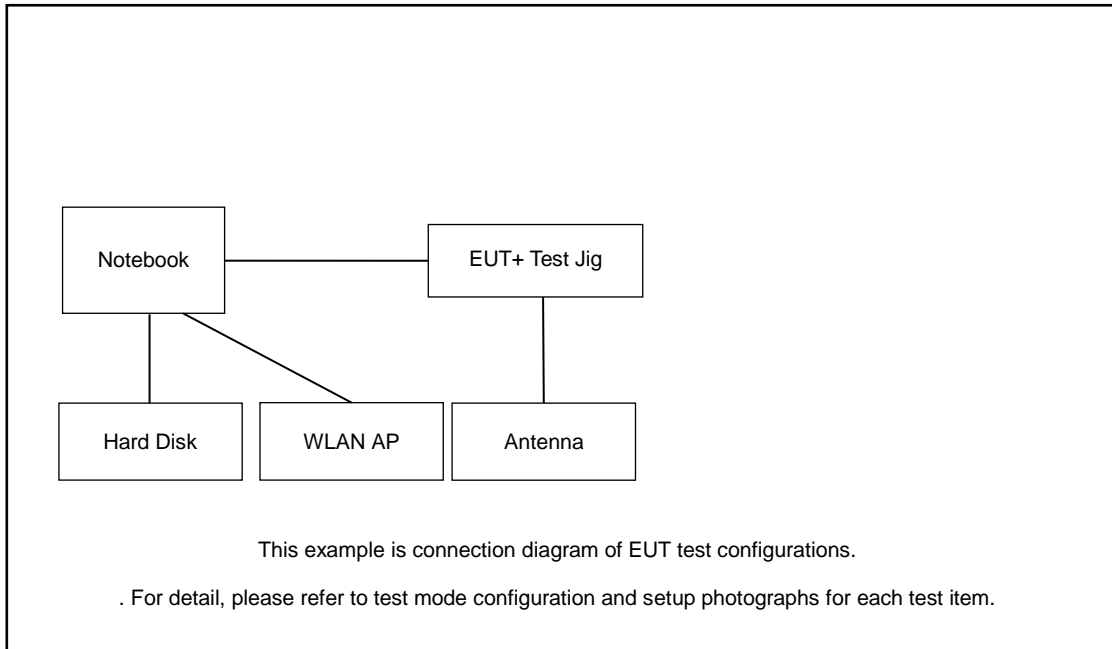 Notebook
EUT+ Test Jig
Hard Disk
WLAN AP
Antenna
This example is connection diagram of EUT test configurations.
. For detail, please refer to test mode configuration and setup photographs for each test item.